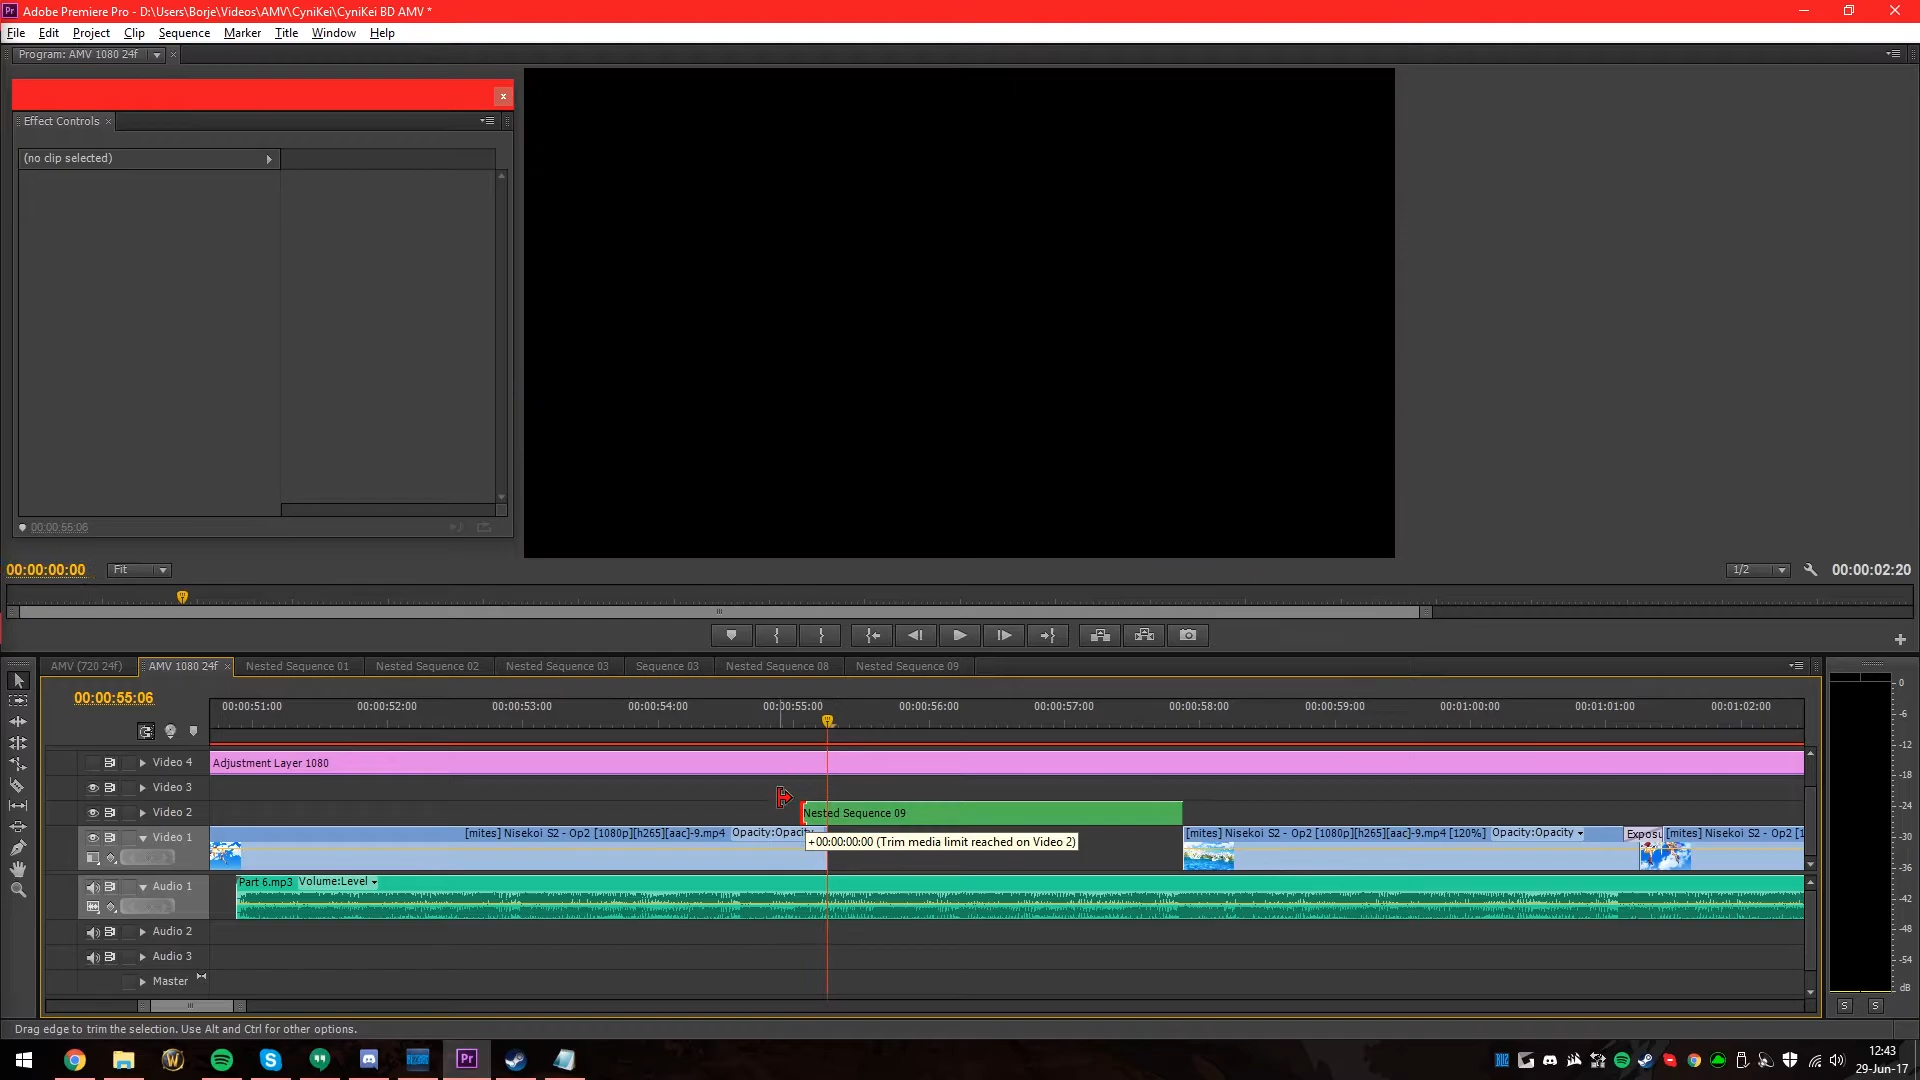 Adobe Premiere Pro - D:\Users\Borje\Videos\AMV\CyniKei\CyniKei BD AMV *
File Edit Project Clip Sequence Marker Title Window Help
Program: AMV 1080 24f
Effect Controls
(no clip selected)
00:00:55:06
00:00:00:00 Fit 1/2 00:00:02:20
AMV (720 24f) AMV 1080 24f Nested Sequence 01 Nested Sequence 02 Nested Sequence 03 Sequence 03 Nested Sequence 08 Nested Sequence 09
00:00:55:06
00:00:51:00 00:00:52:00 00:00:53:00 00:00:54:00 00:00:55:00 00:00:56:00 00:00:57:00 00:00:58:00 00:00:59:00 00:01:00:00 00:01:01:00 00:01:02:00
Video 4 Adjustment Layer 1080
Video 3
Video 2 Nested Sequence 09
Video 1 [mites] Nisekoi S2 - Op2 [1080p][h265][aac]-9.mp4 Opacity:Opacity [mites] Nisekoi S2 - Op2 [1080p][h265][aac]-9.mp4 [120%] Opacity:Opacity Exposu [mites] Nisekoi S2 - Op2 [1
+00:00:00:00 (Trim media limit reached on Video 2)
Audio 1 Part 6.mp3 Volume:Level
Audio 2
Audio 3
Master
0
-6
-12
-18
-24
-30
-36
-42
-48
-54
dB
S S
Drag edge to trim the selection. Use Alt and Ctrl for other options.
Pr
12:43
29-Jun-17